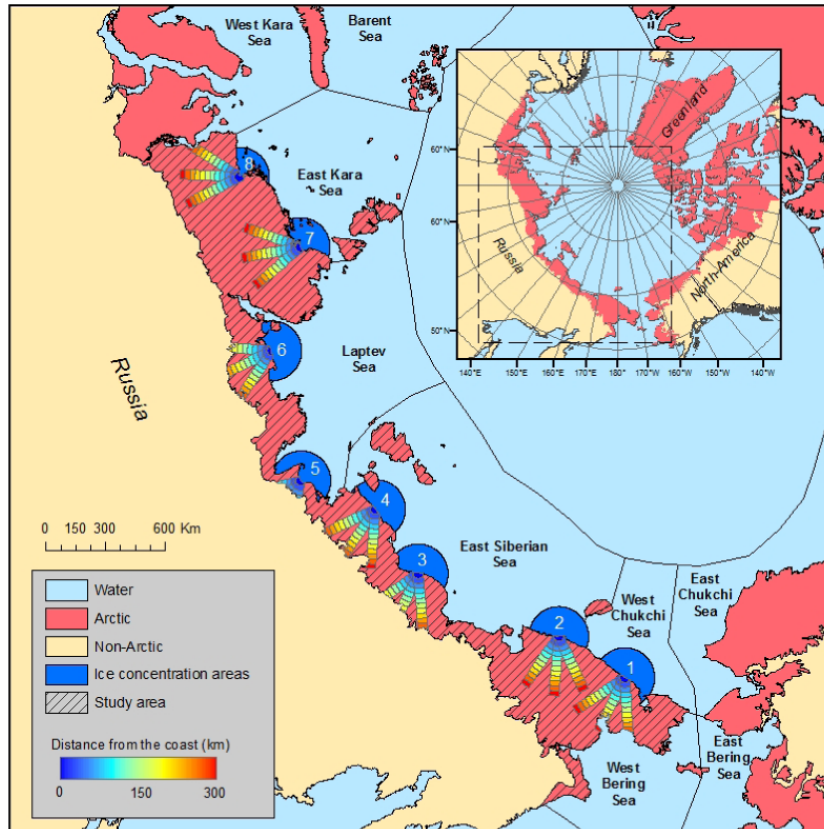 West Kara
Sea
Barent
Sea
Greenland
60°N
60°N
Russia
North-America
50°N
140°E
150°E
160°E
170°E
180°
170°W
160°W
150°W
140°W
8
East Kara
Sea
7
6
Laptev
Sea
Russia
5
4
3
East Siberian
Sea
2
West
Chukchi
Sea
East
Chukchi
Sea
1
West
Bering
Sea
East
Bering
Sea
0 150 300 600 Km
Water
Arctic
Non-Arctic
Ice concentration areas
Study area
Distance from the coast (km)
0 150 300